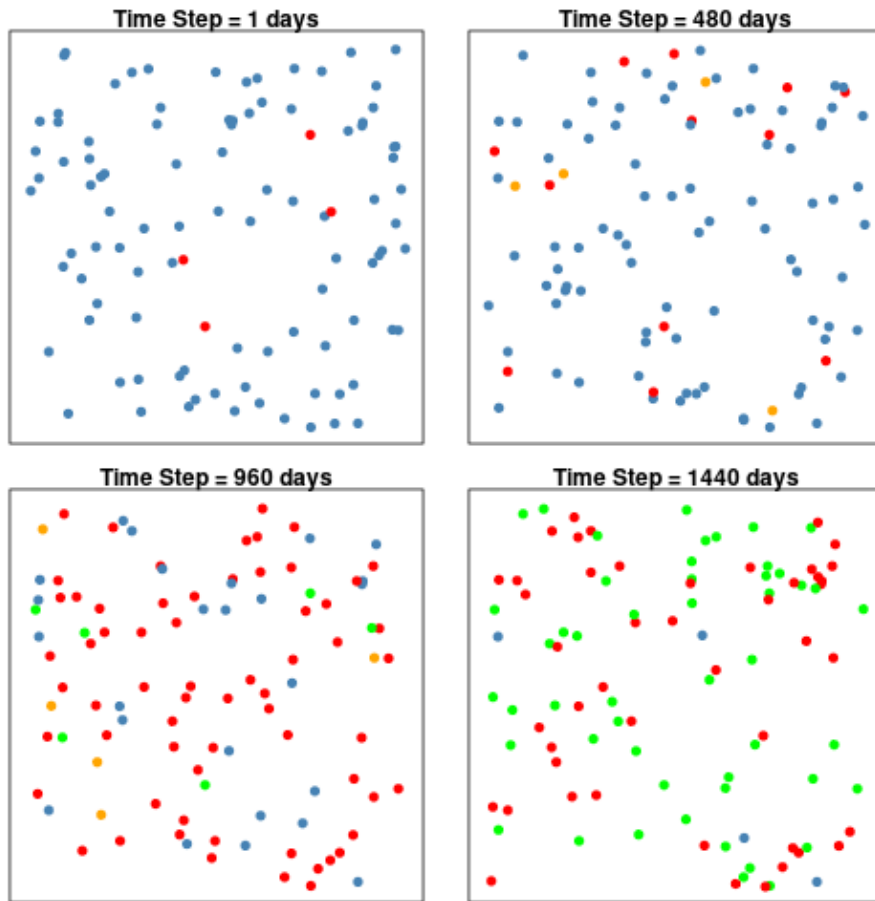 Time Step = 1 days
Time Step = 480 days
Time Step = 960 days
Time Step = 1440 days